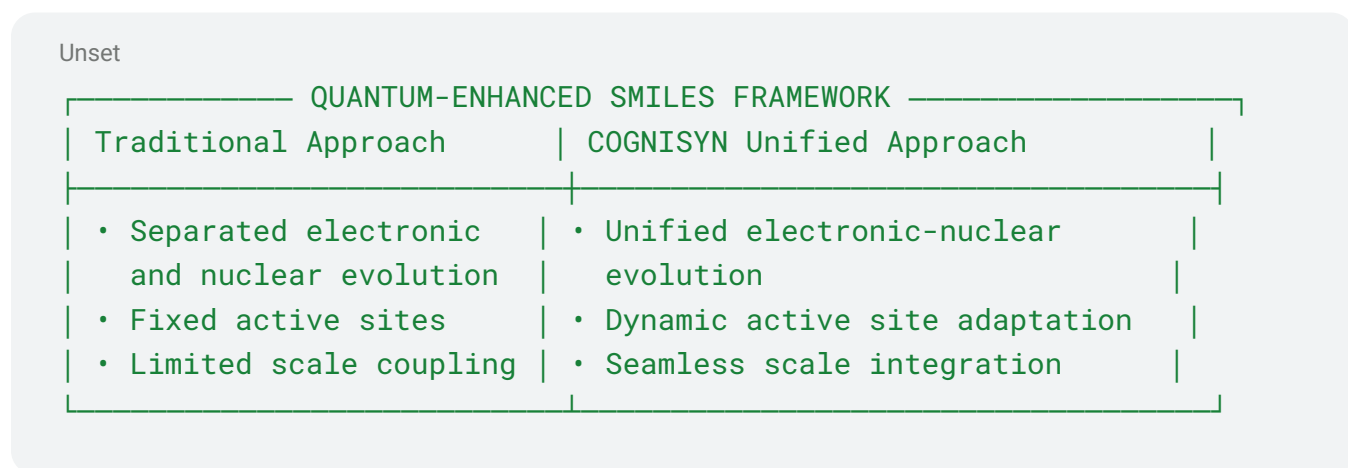 Unset
┌──────────── QUANTUM-ENHANCED SMILES FRAMEWORK ──────────────────┐
│ Traditional Approach      │ COGNISYN Unified Approach          │
├────────────────────────────┼────────────────────────────────────┤
│ • Separated electronic   │ • Unified electronic-nuclear       │
│   and nuclear evolution  │   evolution                       │
│ • Fixed active sites     │ • Dynamic active site adaptation   │
│ • Limited scale coupling │ • Seamless scale integration      │
└────────────────────────────┴────────────────────────────────────┘